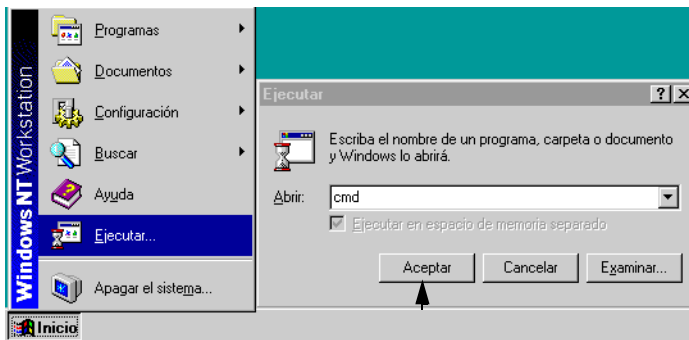 Windows NT Workstation
Programas
Documentos
Configuración
Buscar
Ayuda
Ejecutar...
Apagar el sistema...
Inicio
Ejecutar
Escriba el nombre de un programa, carpeta o documento
y Windows lo abrirá.
Abrir: cmd
Ejecutar en espacio de memoria separado
Aceptar Cancelar Examinar...